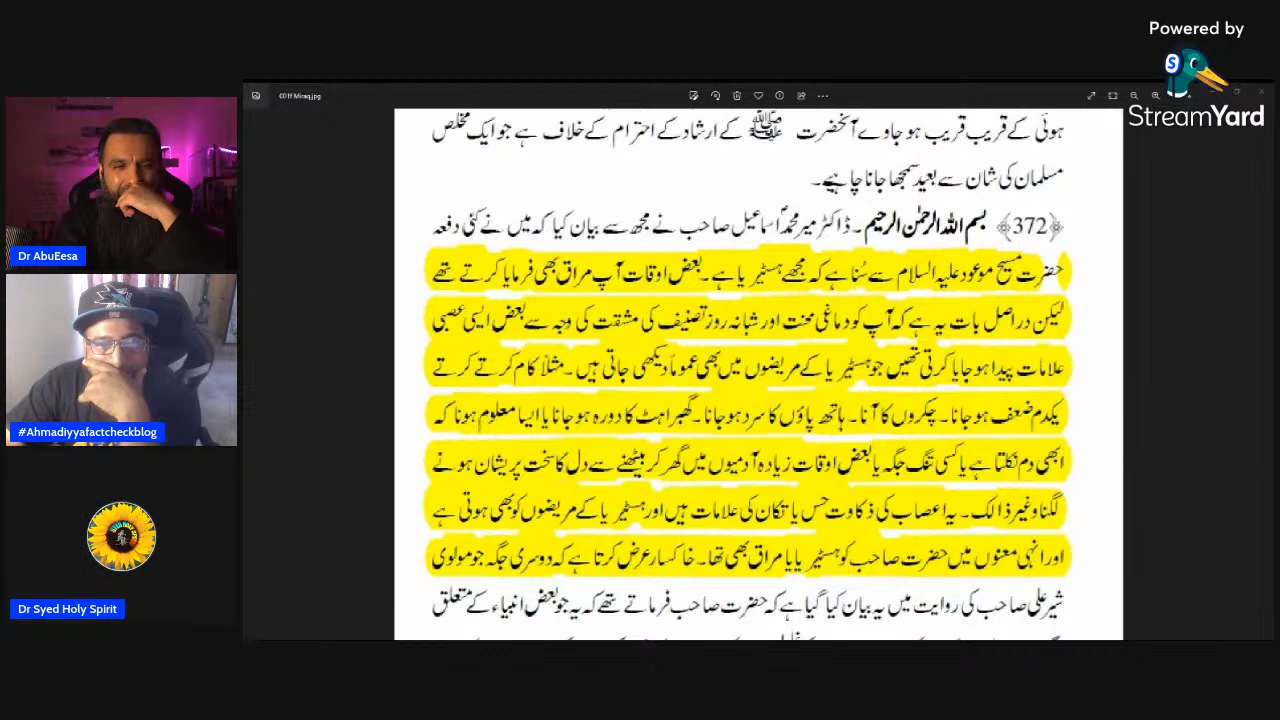 Powered by
StreamYard
001f Miraq.jpg
Dr AbuEesa
#Ahmadiyyafactcheckblog
Dr Syed Holy Spirit
ہوئی کے قریب قریب ہو جاوے آنحضرت ﷺ کے ارشاد کے احترام کے خلاف ہے جو ایک مخلص
مسلمان کی شان سے بعید سمجھا جانا چاہیے۔
﴿372﴾ بسم اللہ الرحمٰن الرحیم۔ ڈاکٹر میر محمدؐ اسماعیل صاحب نے مجھ سے بیان کیا کہ میں نے کئی دفعہ
حضرت مسیح موعود علیہ السلام سے سُنا ہے کہ مجھے ہسٹیریا ہے۔ بعض اوقات آپ مراق بھی فرمایا کرتے تھے
لیکن دراصل بات یہ ہے کہ آپ کو دماغی محنت اور شبانہ روز تصنیف کی مشقت کی وجہ سے بعض ایسی عصبی
علامات پیدا ہو جایا کرتی تھیں جو ہسٹیریا کے مریضوں میں بھی عموماً دیکھی جاتی ہیں۔ مثلاً کام کرتے کرتے
یکدم ضعف ہو جانا۔ چکروں کا آنا۔ ہاتھ پاؤں کا سرد ہو جانا۔ گھبراہٹ کا دورہ ہو جانا یا ایسا معلوم ہونا کہ
ابھی دم نکلتا ہے یا کسی تنگ جگہ یا بعض اوقات زیادہ آدمیوں میں گھر کر بیٹھنے سے دل کا سخت پریشان ہونے
لگنا وغیر ذالک۔ یہ اعصاب کی ذکاوت حس یا تکان کی علامات ہیں اور ہسٹیریا کے مریضوں کو بھی ہوتی ہے
اور انہی معنوں میں حضرت صاحب کو ہسٹیریا یا مراق بھی تھا۔ خاکسار عرض کرتا ہے کہ دوسری جگہ جو مولوی
شیر علی صاحب کی روایت میں یہ بیان کیا گیا ہے کہ حضرت صاحب فرماتے تھے کہ یہ جو بعض انبیاء کے متعلق